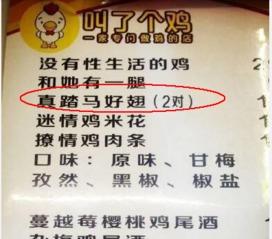 叫了个鸡
一家专门做鸡的店
没有性生活的鸡
和她有一腿
真踏马好翅(2对)
迷情鸡米花
撩情鸡肉条
口味:原味、甘梅
孜然、黑椒、椒盐
蔓越莓樱桃鸡尾酒